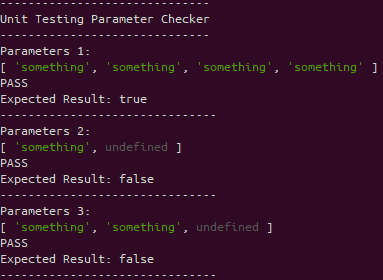 ------------------------------
Unit Testing Parameter Checker
------------------------------
Parameters 1:
[ 'something', 'something', 'something', 'something' ]
PASS
Expected Result: true
-------------------------------
Parameters 2:
[ 'something', undefined ]
PASS
Expected Result: false
-------------------------------
Parameters 3:
[ 'something', 'something', undefined ]
PASS
Expected Result: false
-------------------------------